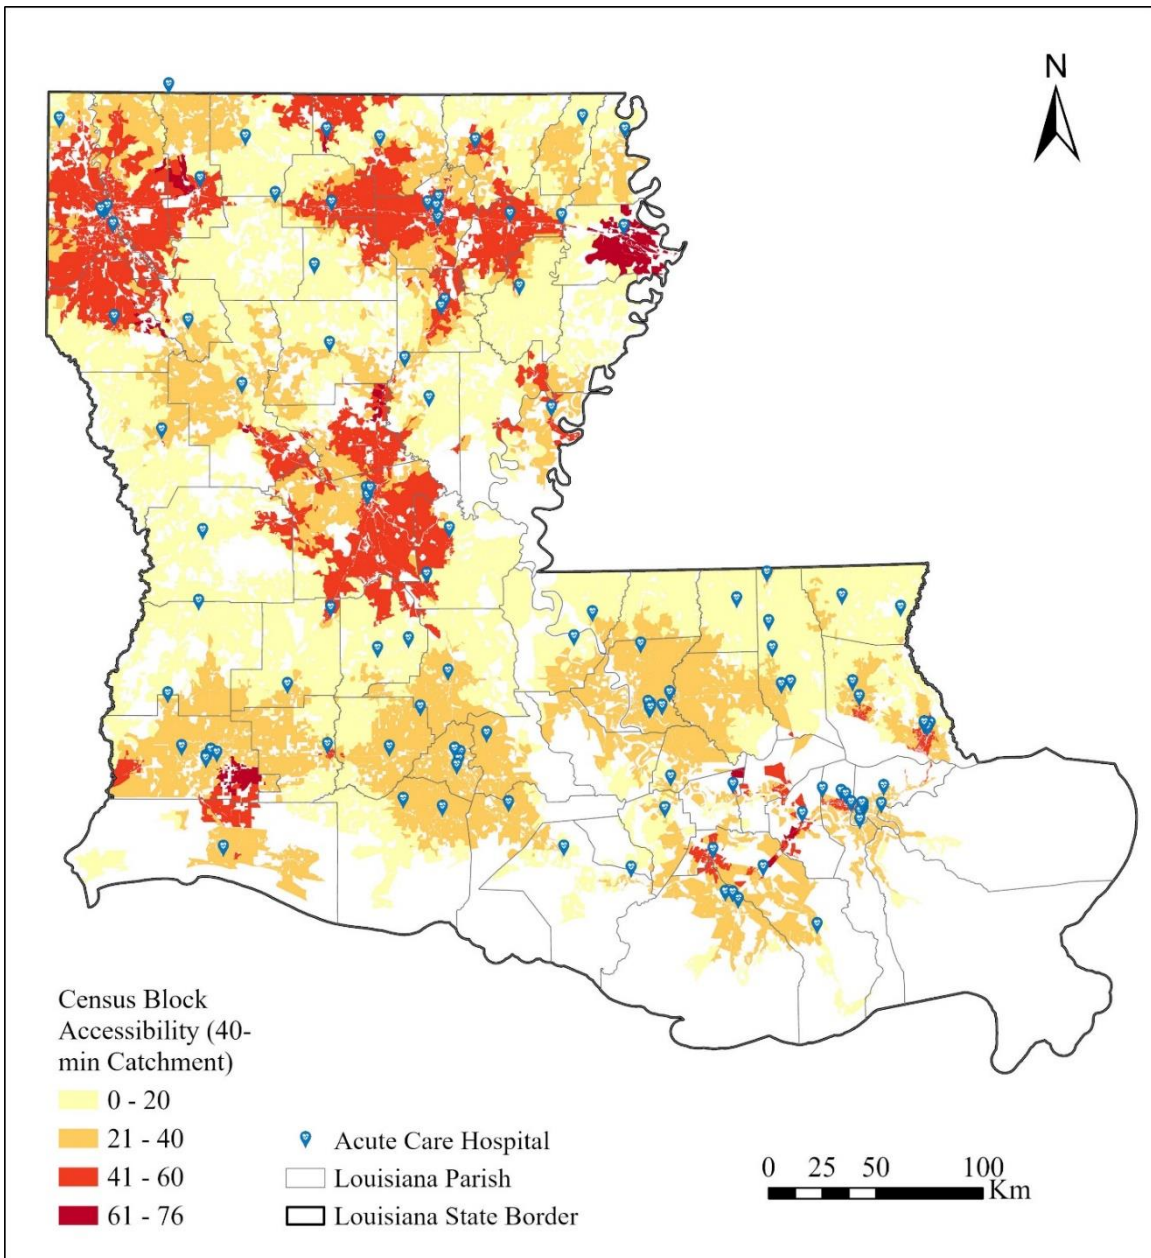 N
Census Block
Accessibility (40-
min Catchment)
0 - 20
21 - 40
41 - 60
61 - 76
Acute Care Hospital
Louisiana Parish
Louisiana State Border
0 25 50 100
Km